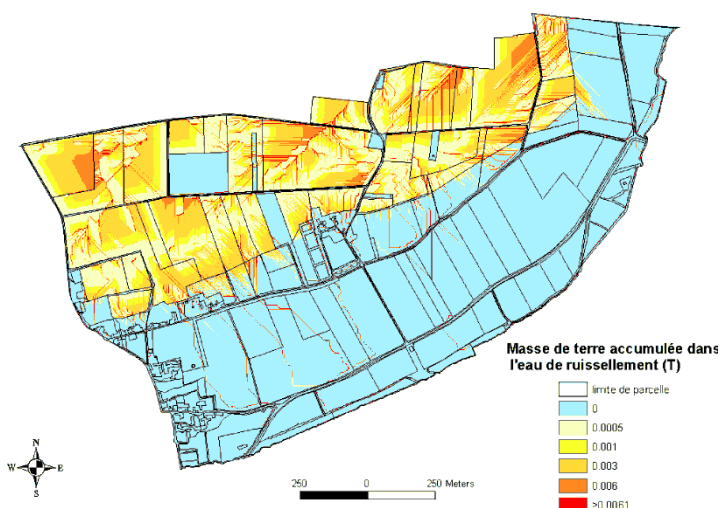 Masse de terre accumulée dans
l'eau de ruissellement (T)
limite de parcelle
0
0.0005
0.001
0.003
0.006
>0.0061
N
W E
S
250 0 250 Meters